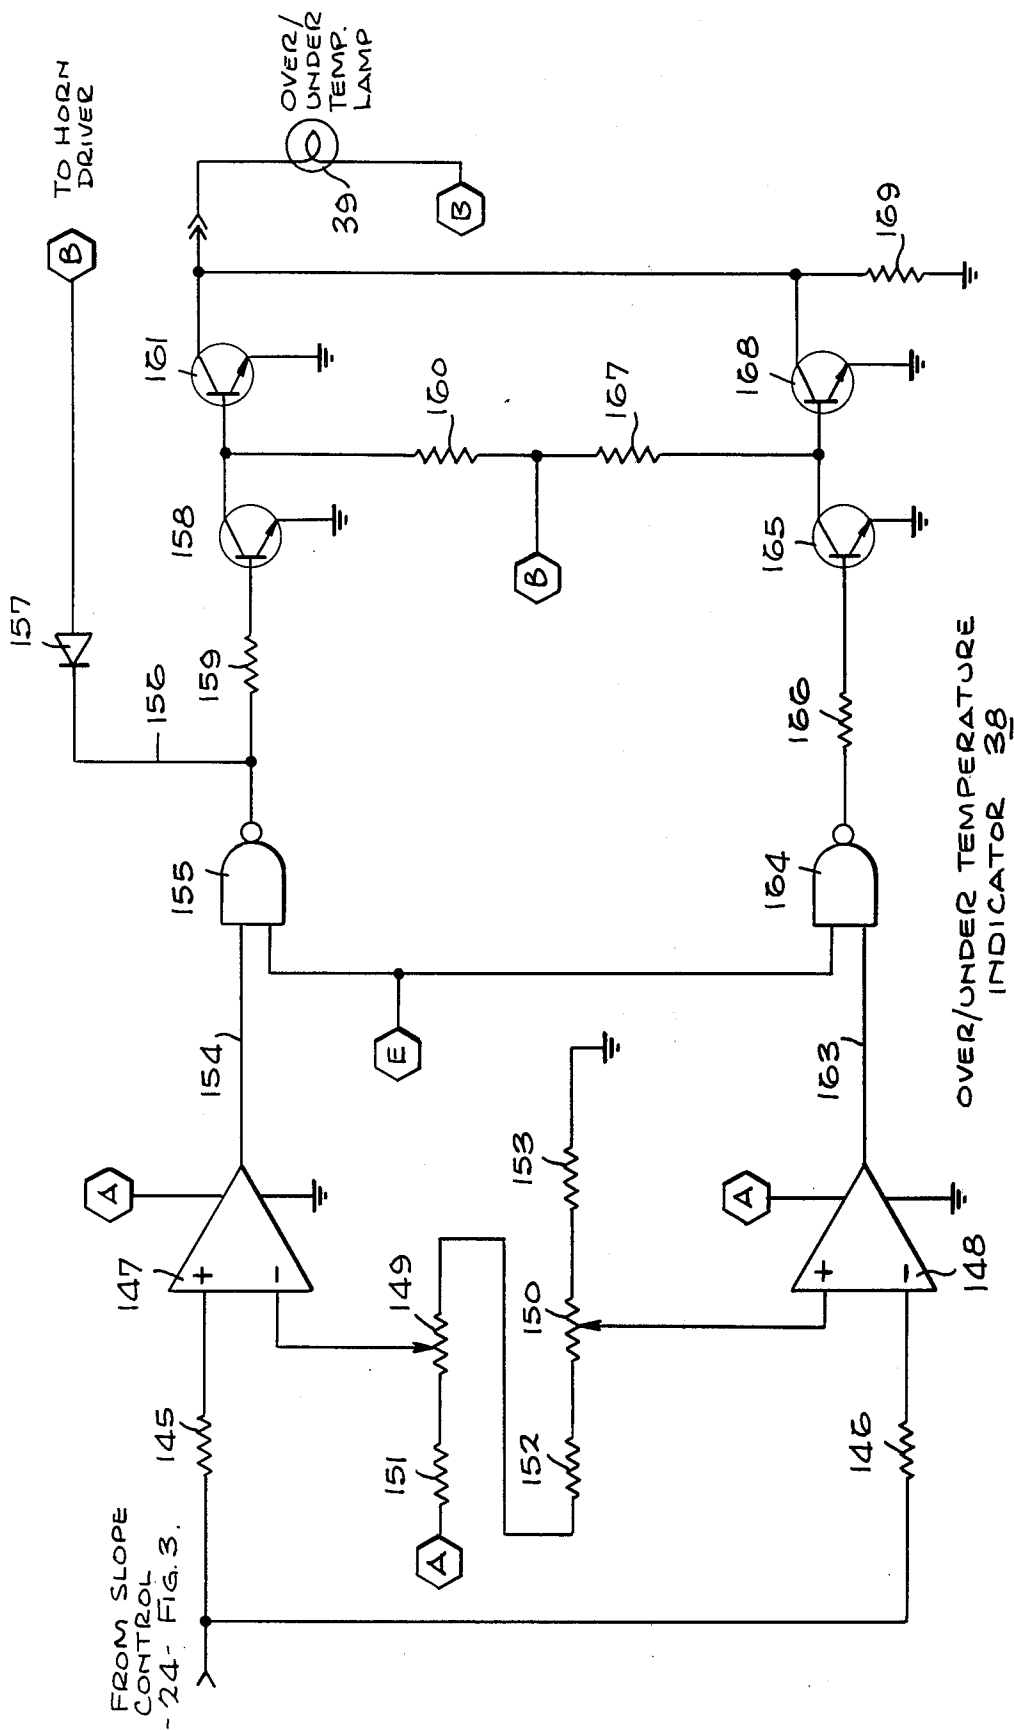 FROM SLOPE
CONTROL
-24- FIG. 3.
145
147
+
-
A
154
155
156
157
B
TO HORN
DRIVER
159
158
161
OVER/
UNDER
TEMP.
LAMP
39
B
A
151
149
152
150
153
E
B
160
167
146
148
+
-
A
163
164
166
165
168
169
OVER/UNDER TEMPERATURE
INDICATOR 38